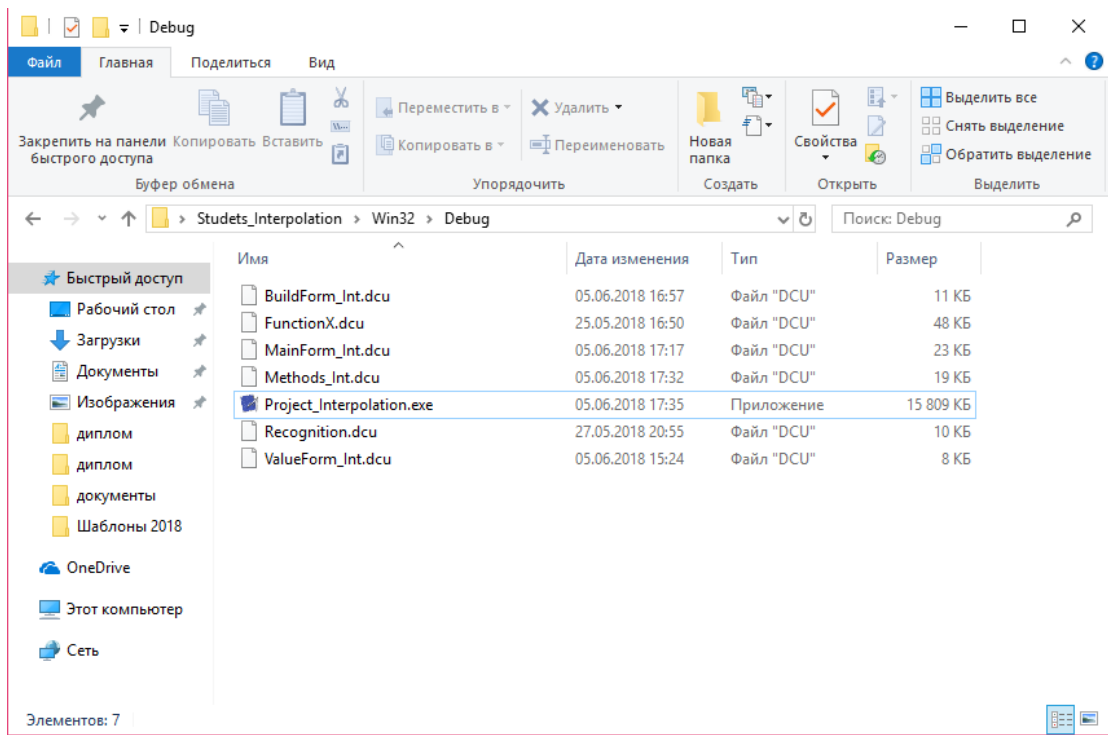 Debug
Файл Главная Поделиться Вид
Закрепить на панели быстрого доступа
Копировать
Вставить
Переместить в
Копировать в
Удалить
Переименовать
Новая папка
Свойства
Выделить все
Снять выделение
Обратить выделение
Буфер обмена Упорядочить Создать Открыть Выделить
Studets_Interpolation > Win32 > Debug
Поиск: Debug
Имя Дата изменения Тип Размер
Быстрый доступ
Рабочий стол
Загрузки
Документы
Изображения
диплом
диплом
документы
Шаблоны 2018
OneDrive
Этот компьютер
Сеть
BuildForm_Int.dcu 05.06.2018 16:57 Файл "DCU" 11 КБ
FunctionX.dcu 25.05.2018 16:50 Файл "DCU" 48 КБ
MainForm_Int.dcu 05.06.2018 17:17 Файл "DCU" 23 КБ
Methods_Int.dcu 05.06.2018 17:32 Файл "DCU" 19 КБ
Project_Interpolation.exe 05.06.2018 17:35 Приложение 15 809 КБ
Recognition.dcu 27.05.2018 20:55 Файл "DCU" 10 КБ
ValueForm_Int.dcu 05.06.2018 15:24 Файл "DCU" 8 КБ
Элементов: 7